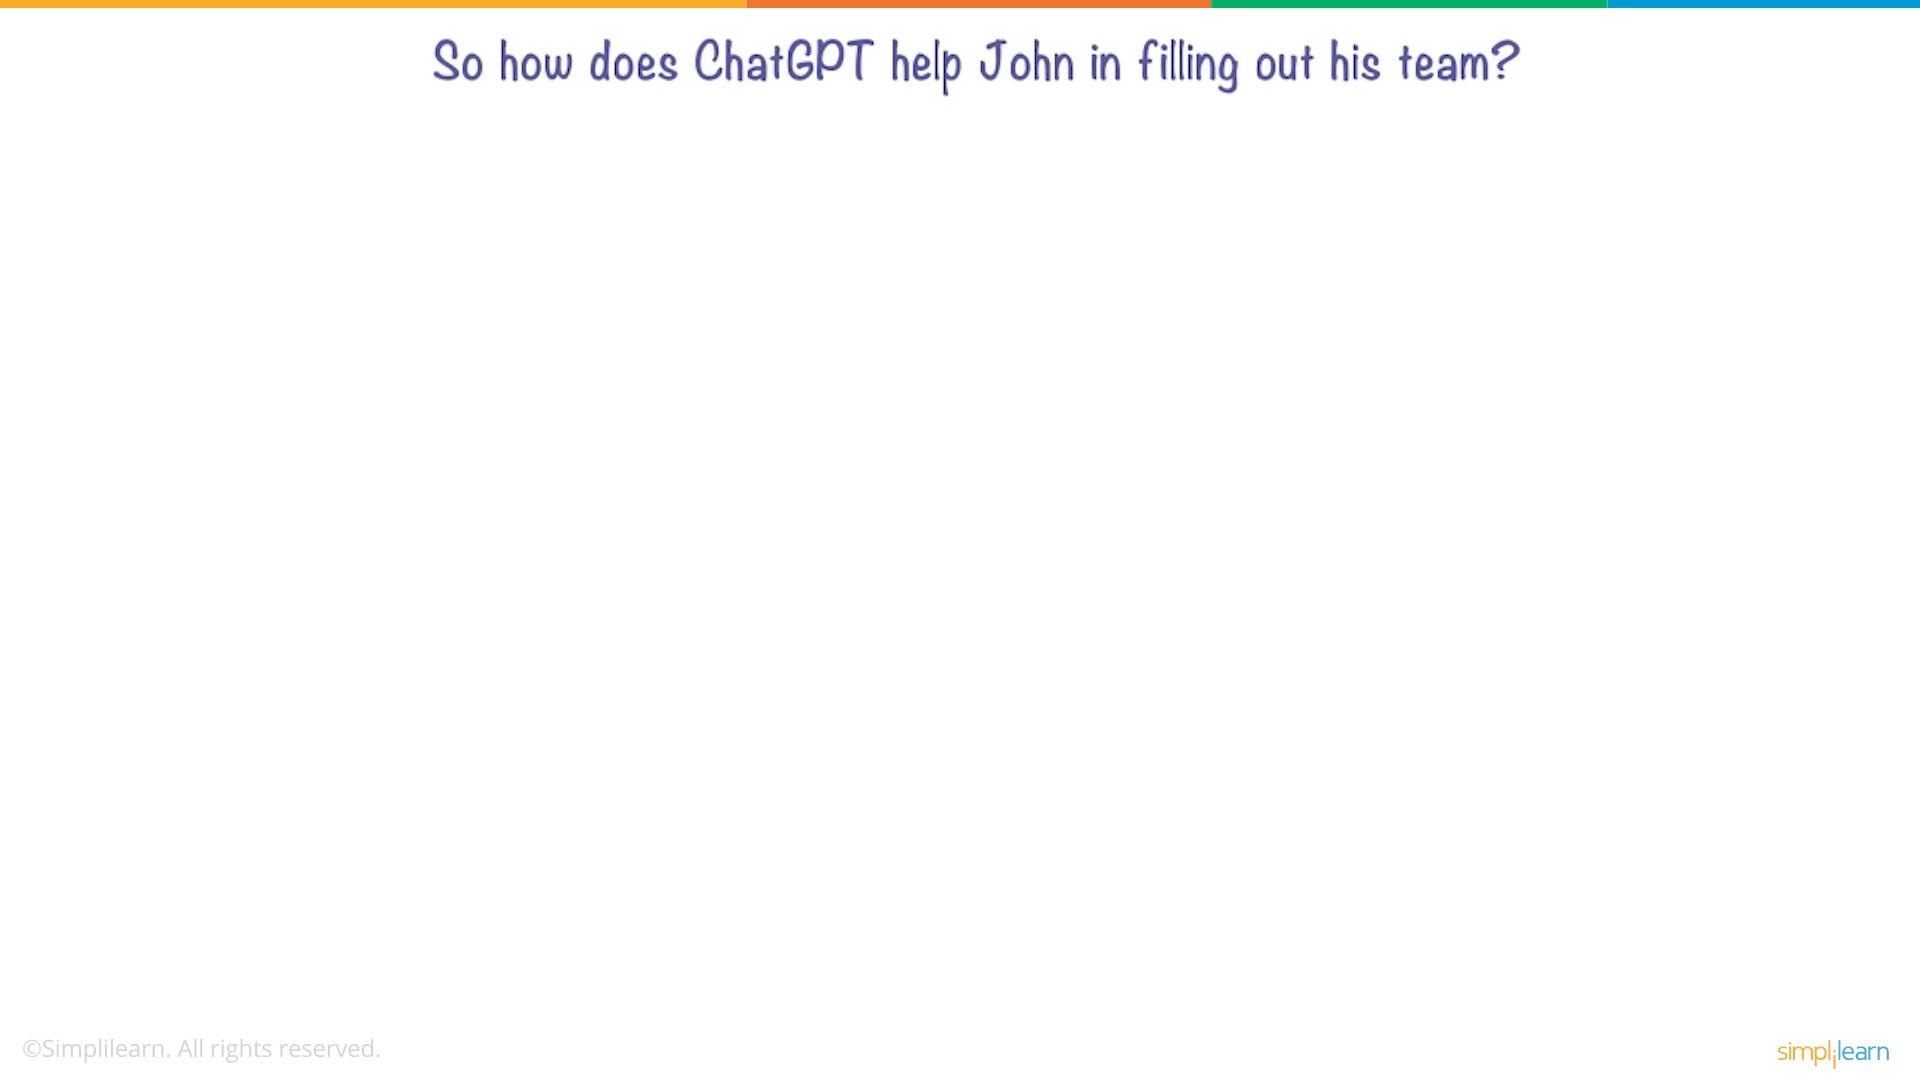 So how does ChatGPT help John in filling out his team?
©Simplilearn. All rights reserved.
simplilearn